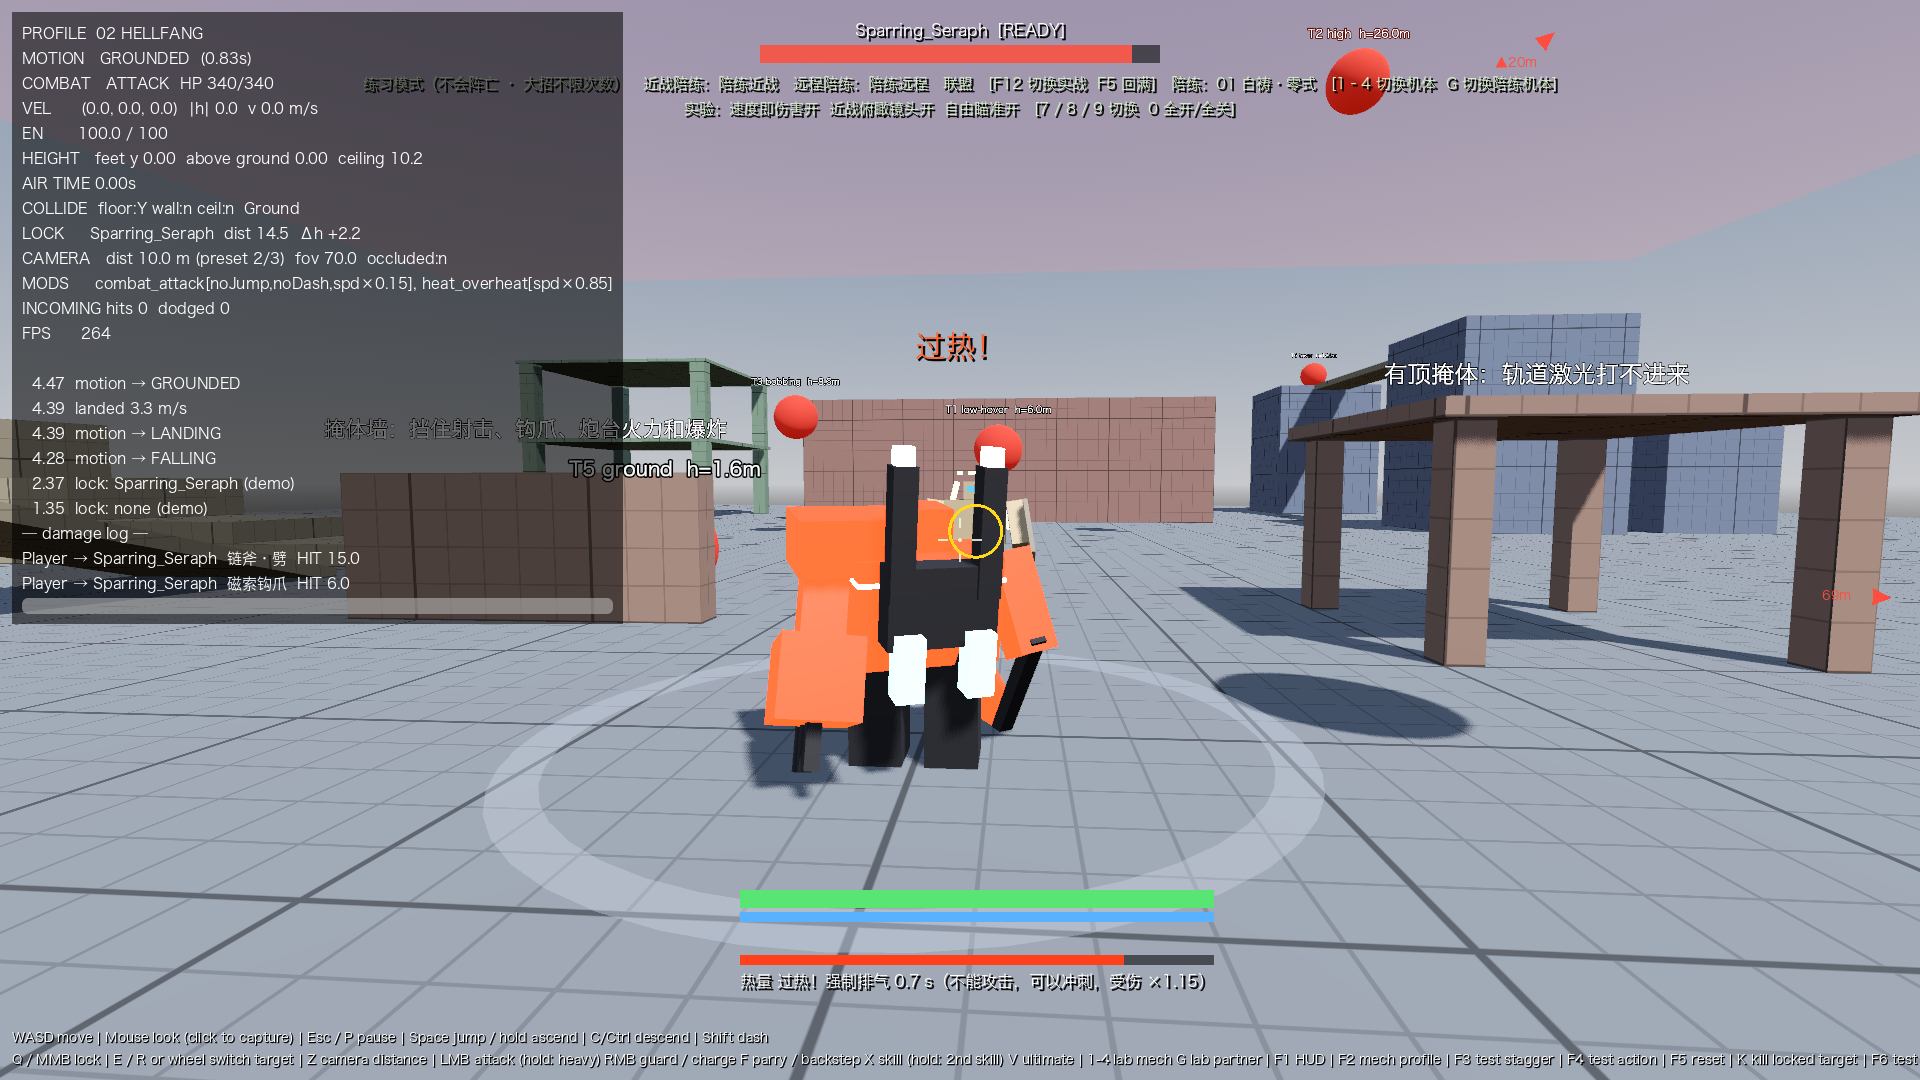 PROFILE 02 HELLFANG
MOTION GROUNDED (0.83s)
COMBAT ATTACK HP 340/340
VEL (0.0, 0.0, 0.0) |h| 0.0 v 0.0 m/s
EN 100.0 / 100
HEIGHT feet y 0.00 above ground 0.00 ceiling 10.2
AIR TIME 0.00s
COLLIDE floor:Y wall:n ceil:n Ground
LOCK Sparring_Seraph dist 14.5 Δh +2.2
CAMERA dist 10.0 m (preset 2/3) fov 70.0 occluded:n
MODS combat_attack[noJump,noDash,spd×0.15], heat_overheat[spd×0.85]
INCOMING hits 0 dodged 0
FPS 264
4.47 motion → GROUNDED
4.39 landed 3.3 m/s
4.39 motion → LANDING
4.28 motion → FALLING
2.37 lock: Sparring_Seraph (demo)
1.35 lock: none (demo)
— damage log —
Player → Sparring_Seraph 链斧·劈 HIT 15.0
Player → Sparring_Seraph 磁索钩爪 HIT 6.0
Sparring_Seraph [READY]
练习模式（不会阵亡 · 大招不限次数） 近战陪练：陪练近战 远程陪练：陪练远程 联盟 [F12 切换实战 F5 回满] 陪练：01 白祷·零式 [1 - 4 切换机体 G 切换陪练机体]
实验：速度即伤害开 近战俯瞰镜头开 自由瞄准开 [7 / 8 / 9 切换 0 全开/全关]
T2 high h=26.0m
▲20m
过热！
T1 low-hover h=6.0m
有顶掩体：轨道激光打不进来
掩体墙：挡住射击、钩爪、炮台火力和爆炸
T5 ground h=1.6m
69m
热量 过热！强制排气 0.7 s（不能攻击，可以冲刺，受伤 ×1.15）
WASD move | Mouse look (click to capture) | Esc / P pause | Space jump / hold ascend | C/Ctrl descend | Shift dash
Q / MMB lock | E / R or wheel switch target | Z camera distance | LMB attack (hold: heavy) RMB guard / charge F parry / backstep X skill (hold: 2nd skill) V ultimate | 1-4 lab mech G lab partner | F1 HUD | F2 mech profile | F3 test stagger | F4 test action | F5 reset | K kill locked target | F6 test